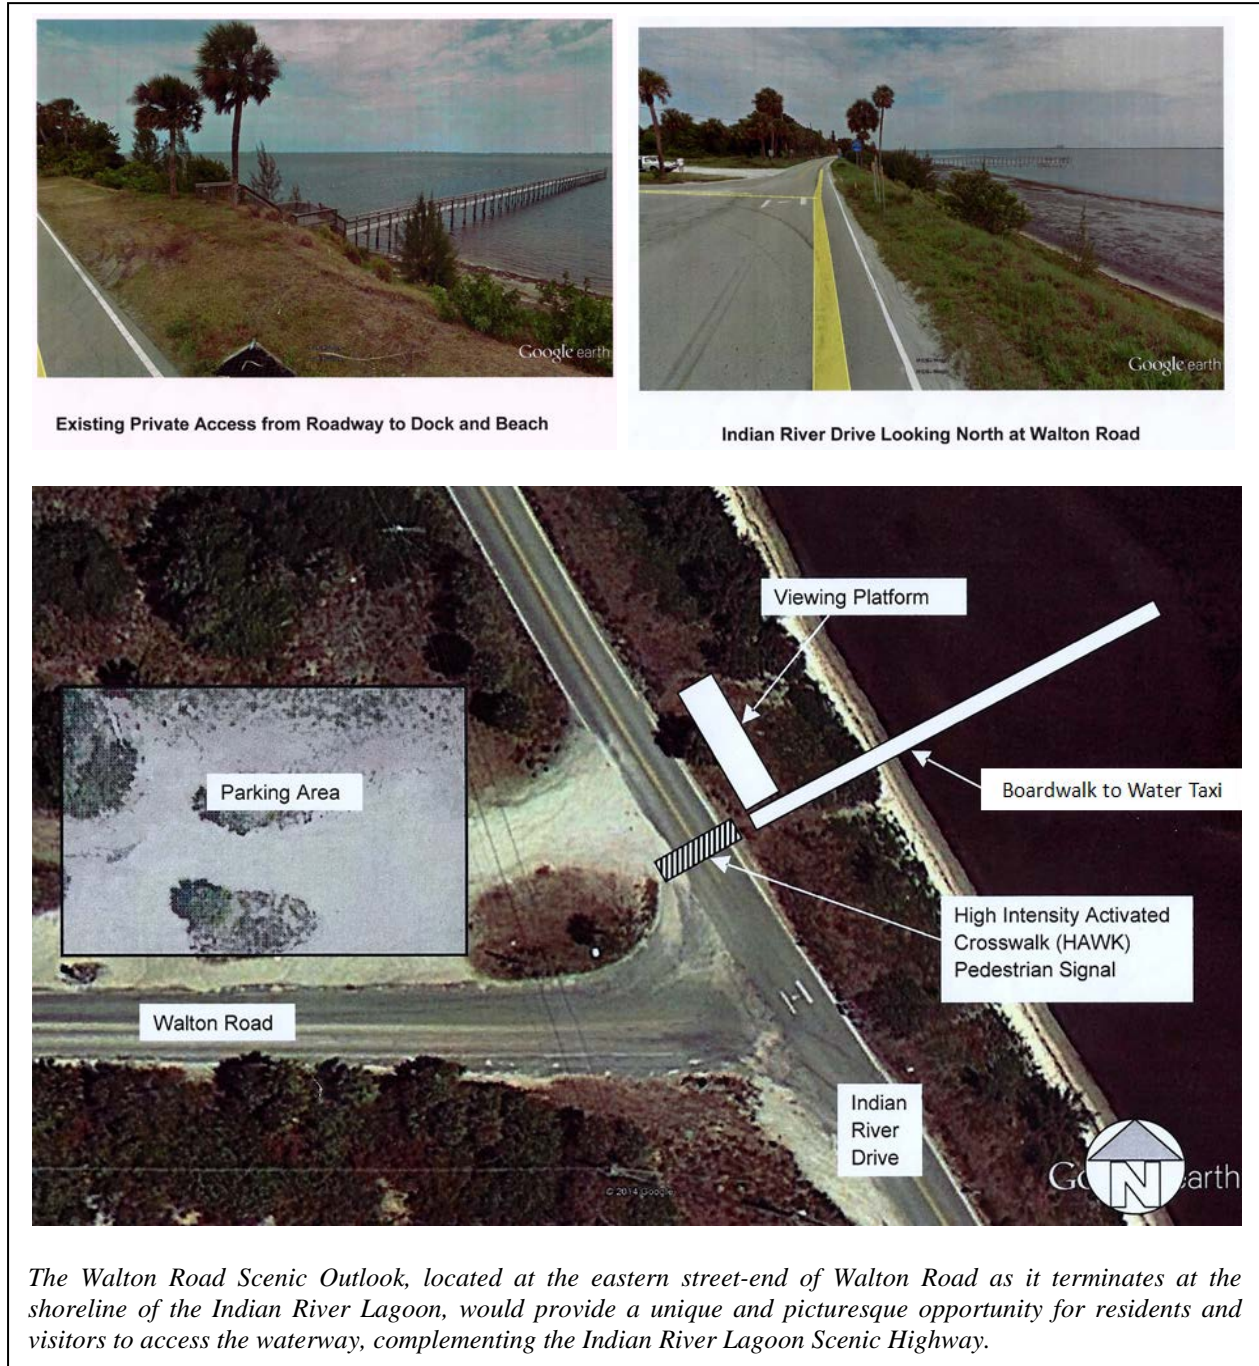 Google earth
Google earth
Existing Private Access from Roadway to Dock and Beach
Indian River Drive Looking North at Walton Road
Viewing Platform
Parking Area
Boardwalk to Water Taxi
High Intensity Activated
Crosswalk (HAWK)
Pedestrian Signal
Walton Road
Indian
River
Drive
© 2014 Google
N
earth
The Walton Road Scenic Outlook, located at the eastern street-end of Walton Road as it terminates at the
shoreline of the Indian River Lagoon, would provide a unique and picturesque opportunity for residents and
visitors to access the waterway, complementing the Indian River Lagoon Scenic Highway.